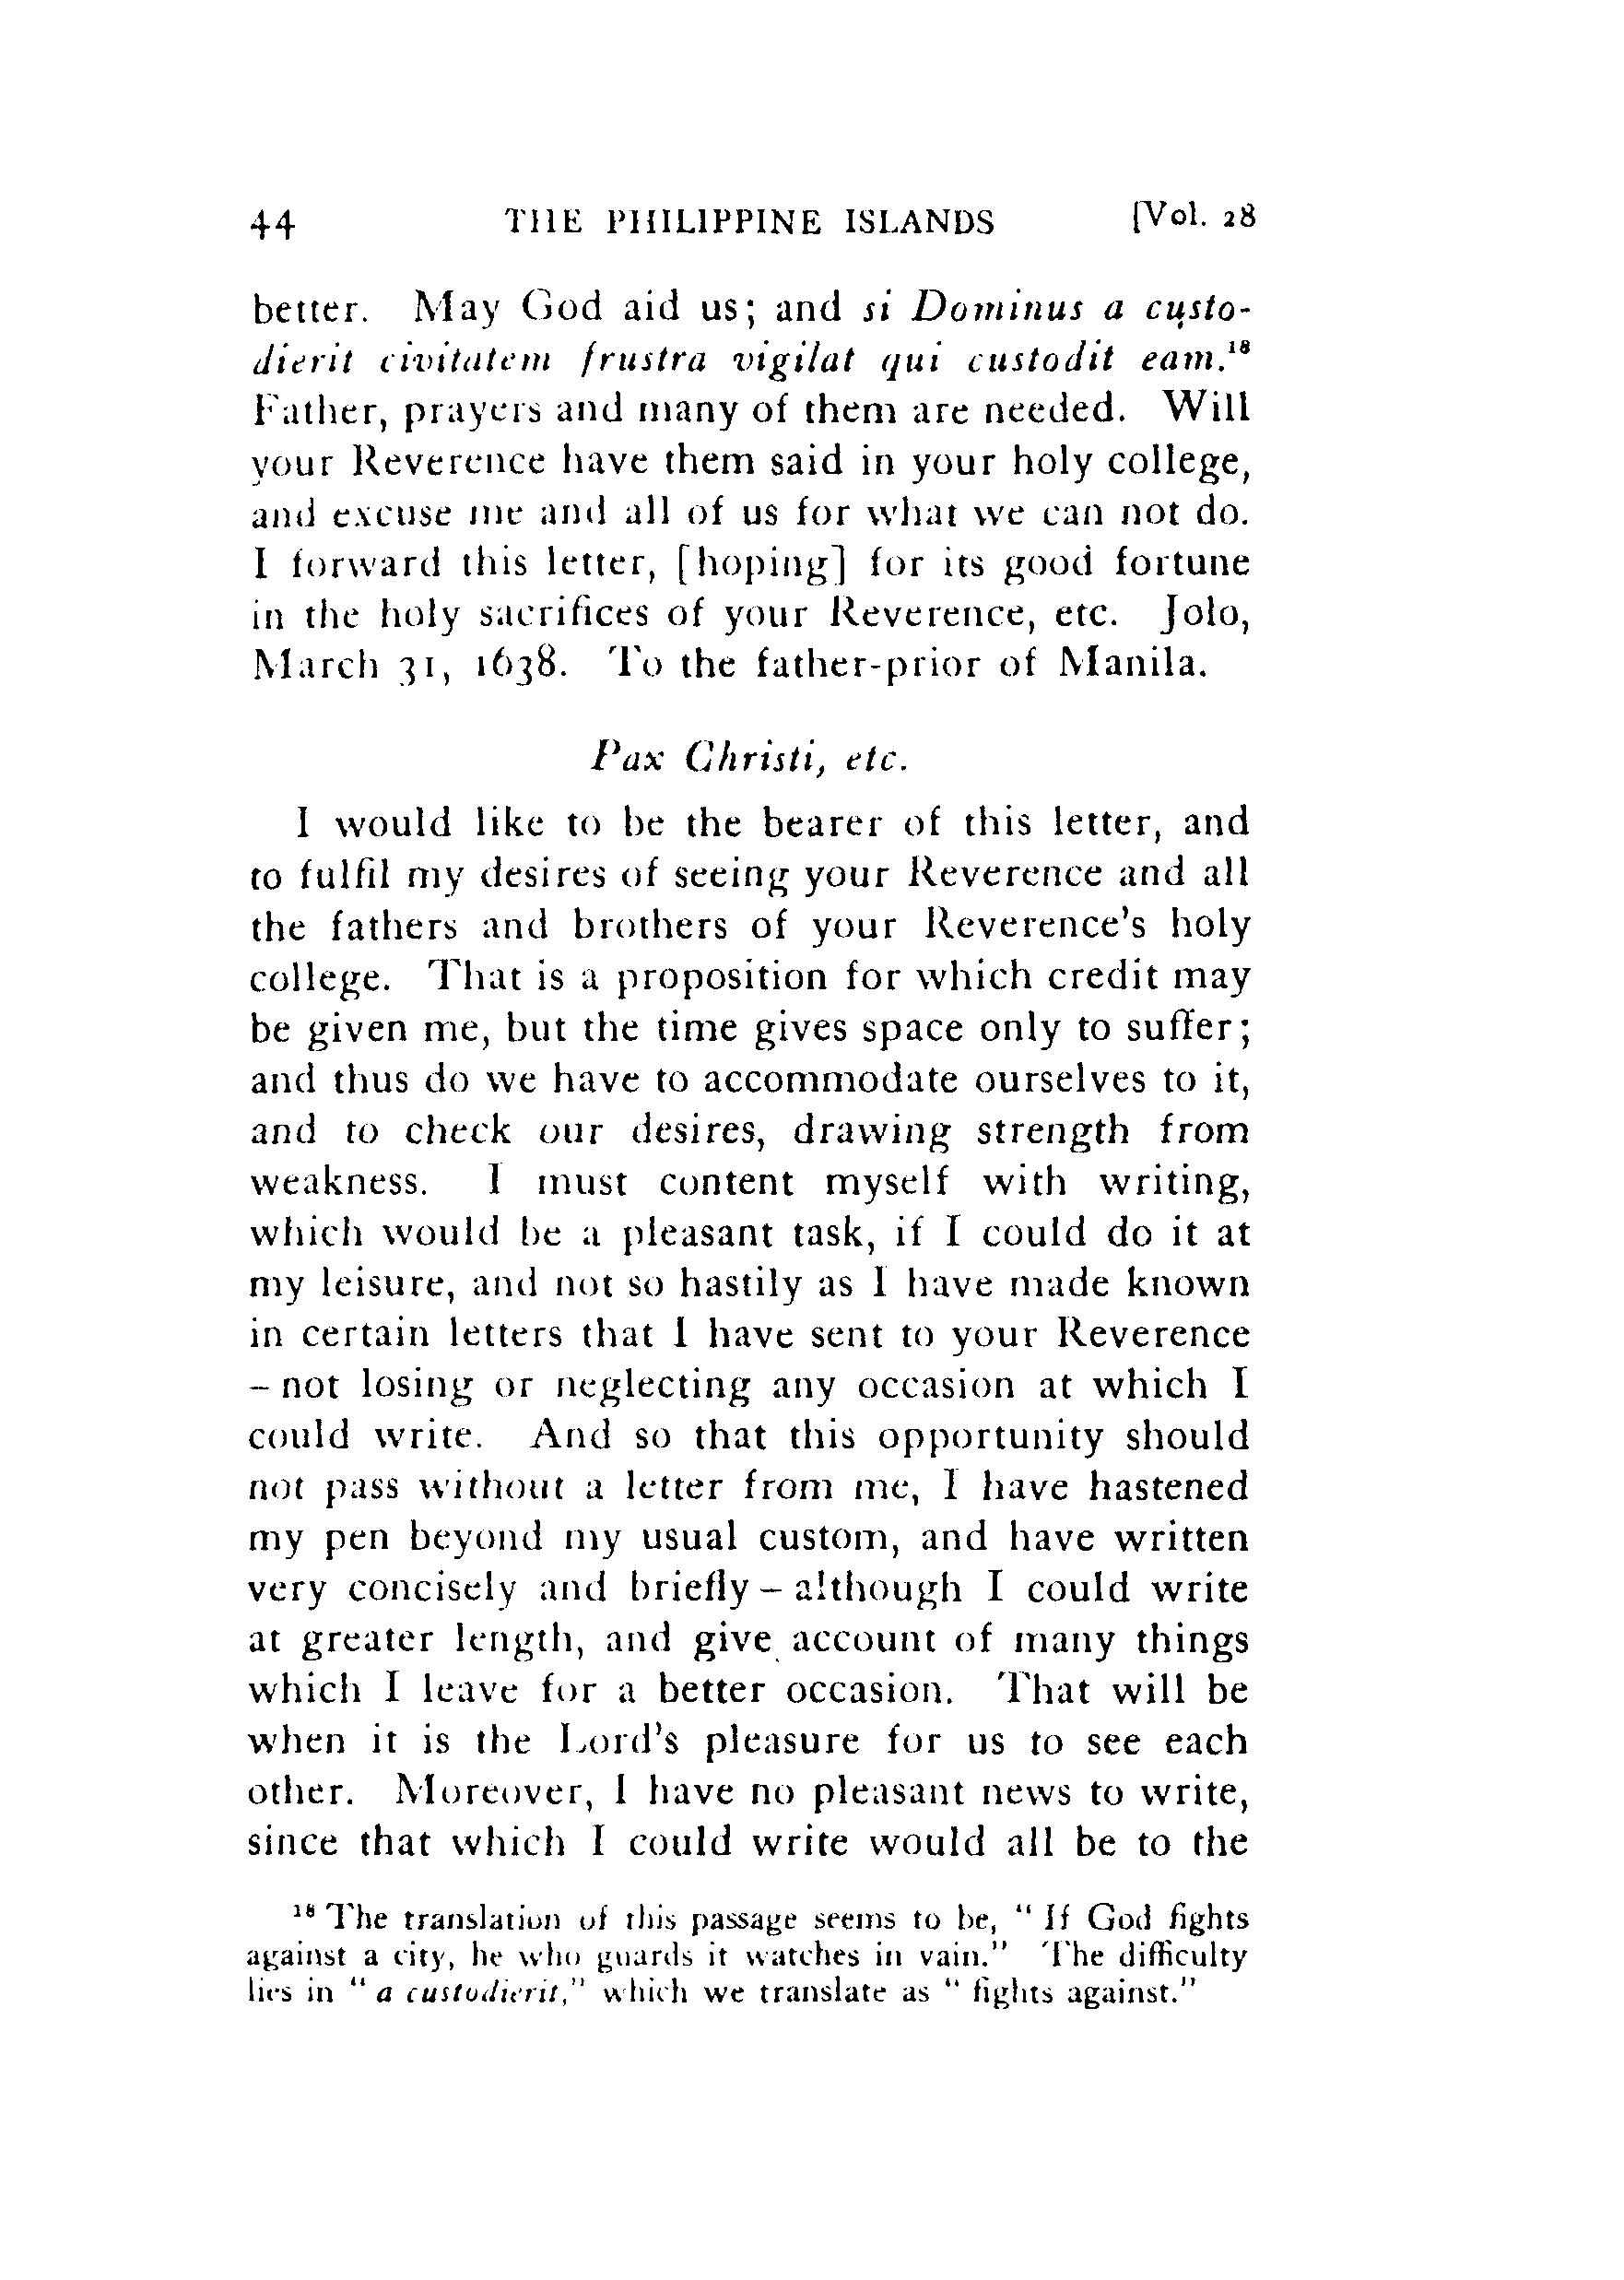 44 THE PHILIPPINE ISLANDS [Vol. 28
better. May God aid us; and si Dominus a custo-
dierit civitatem frustra vigilat qui custodit eam.¹⁸
Father, prayers and many of them are needed. Will
your Reverence have them said in your holy college,
and excuse me and all of us for what we can not do.
I forward this letter, [hoping] for its good fortune
in the holy sacrifices of your Reverence, etc. Jolo,
March 31, 1638. To the father-prior of Manila.
Pax Christi, etc.
I would like to be the bearer of this letter, and
to fulfil my desires of seeing your Reverence and all
the fathers and brothers of your Reverence's holy
college. That is a proposition for which credit may
be given me, but the time gives space only to suffer;
and thus do we have to accommodate ourselves to it,
and to check our desires, drawing strength from
weakness. I must content myself with writing,
which would be a pleasant task, if I could do it at
my leisure, and not so hastily as I have made known
in certain letters that I have sent to your Reverence
– not losing or neglecting any occasion at which I
could write. And so that this opportunity should
not pass without a letter from me, I have hastened
my pen beyond my usual custom, and have written
very concisely and briefly – although I could write
at greater length, and give account of many things
which I leave for a better occasion. That will be
when it is the Lord's pleasure for us to see each
other. Moreover, I have no pleasant news to write,
since that which I could write would all be to the
¹⁸ The translation of this passage seems to be, " If God fights
against a city, he who guards it watches in vain." The difficulty
lies in " a custodierit," which we translate as " fights against."